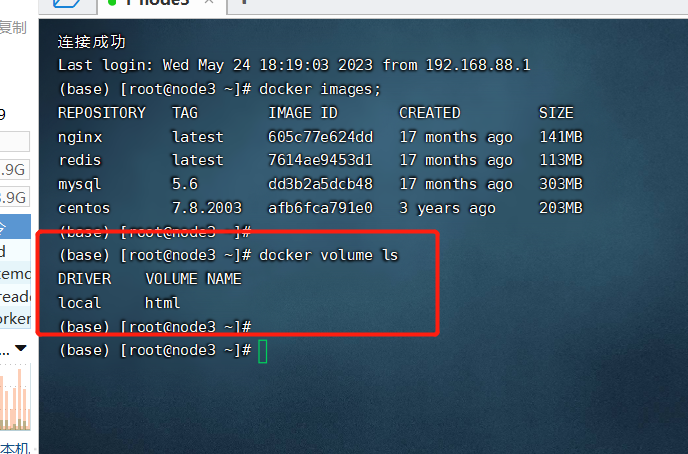 1 node3
复制
连接成功
Last login: Wed May 24 18:19:03 2023 from 192.168.88.1
(base) [root@node3 ~]# docker images;
REPOSITORY TAG IMAGE ID CREATED SIZE
nginx latest 605c77e624dd 17 months ago 141MB
redis latest 7614ae9453d1 17 months ago 113MB
mysql 5.6 dd3b2a5dcb48 17 months ago 303MB
centos 7.8.2003 afb6fca791e0 3 years ago 203MB
(base) [root@node3 ~]#
(base) [root@node3 ~]# docker volume ls
DRIVER VOLUME NAME
local html
(base) [root@node3 ~]#
(base) [root@node3 ~]#
9
.9G
.9G
令
d
本机